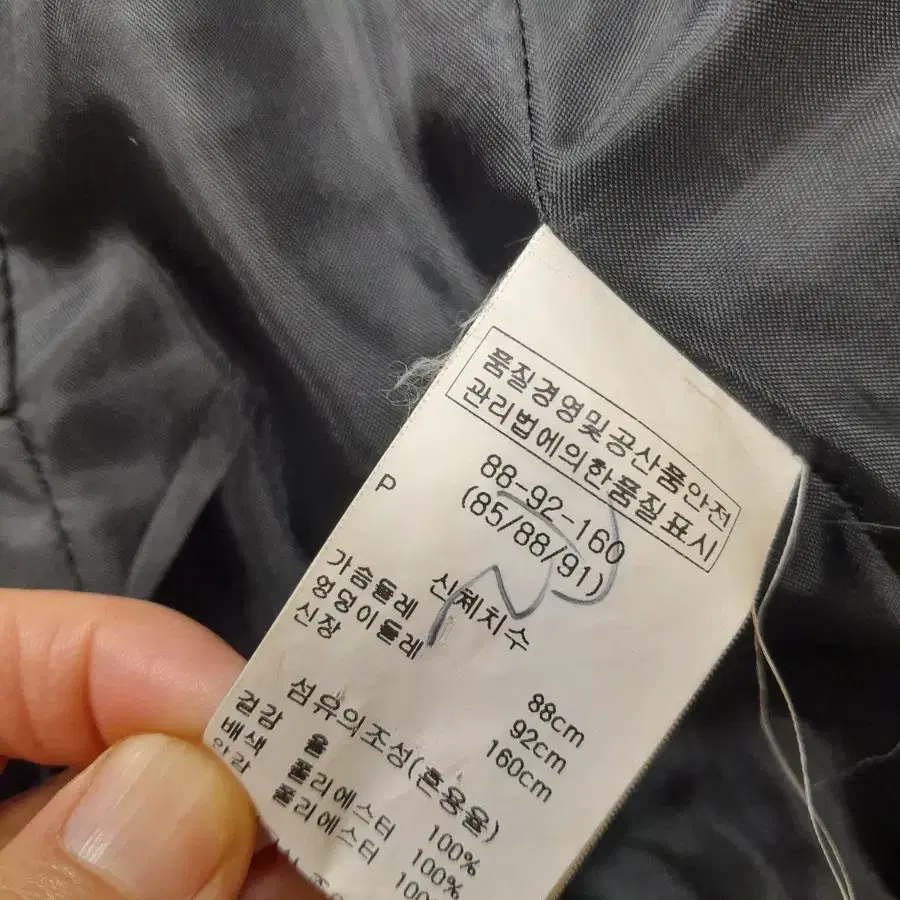 품질경영및공산품안전
관리법에의한품질표시
P 88-92-160
(85/88/91)
신체치수
가슴둘레 88cm
엉덩이둘레 92cm
신장 160cm
섬유의조성(혼용율)
겉감 울 100%
배색 폴리에스터 100%
안감 폴리에스터 100%